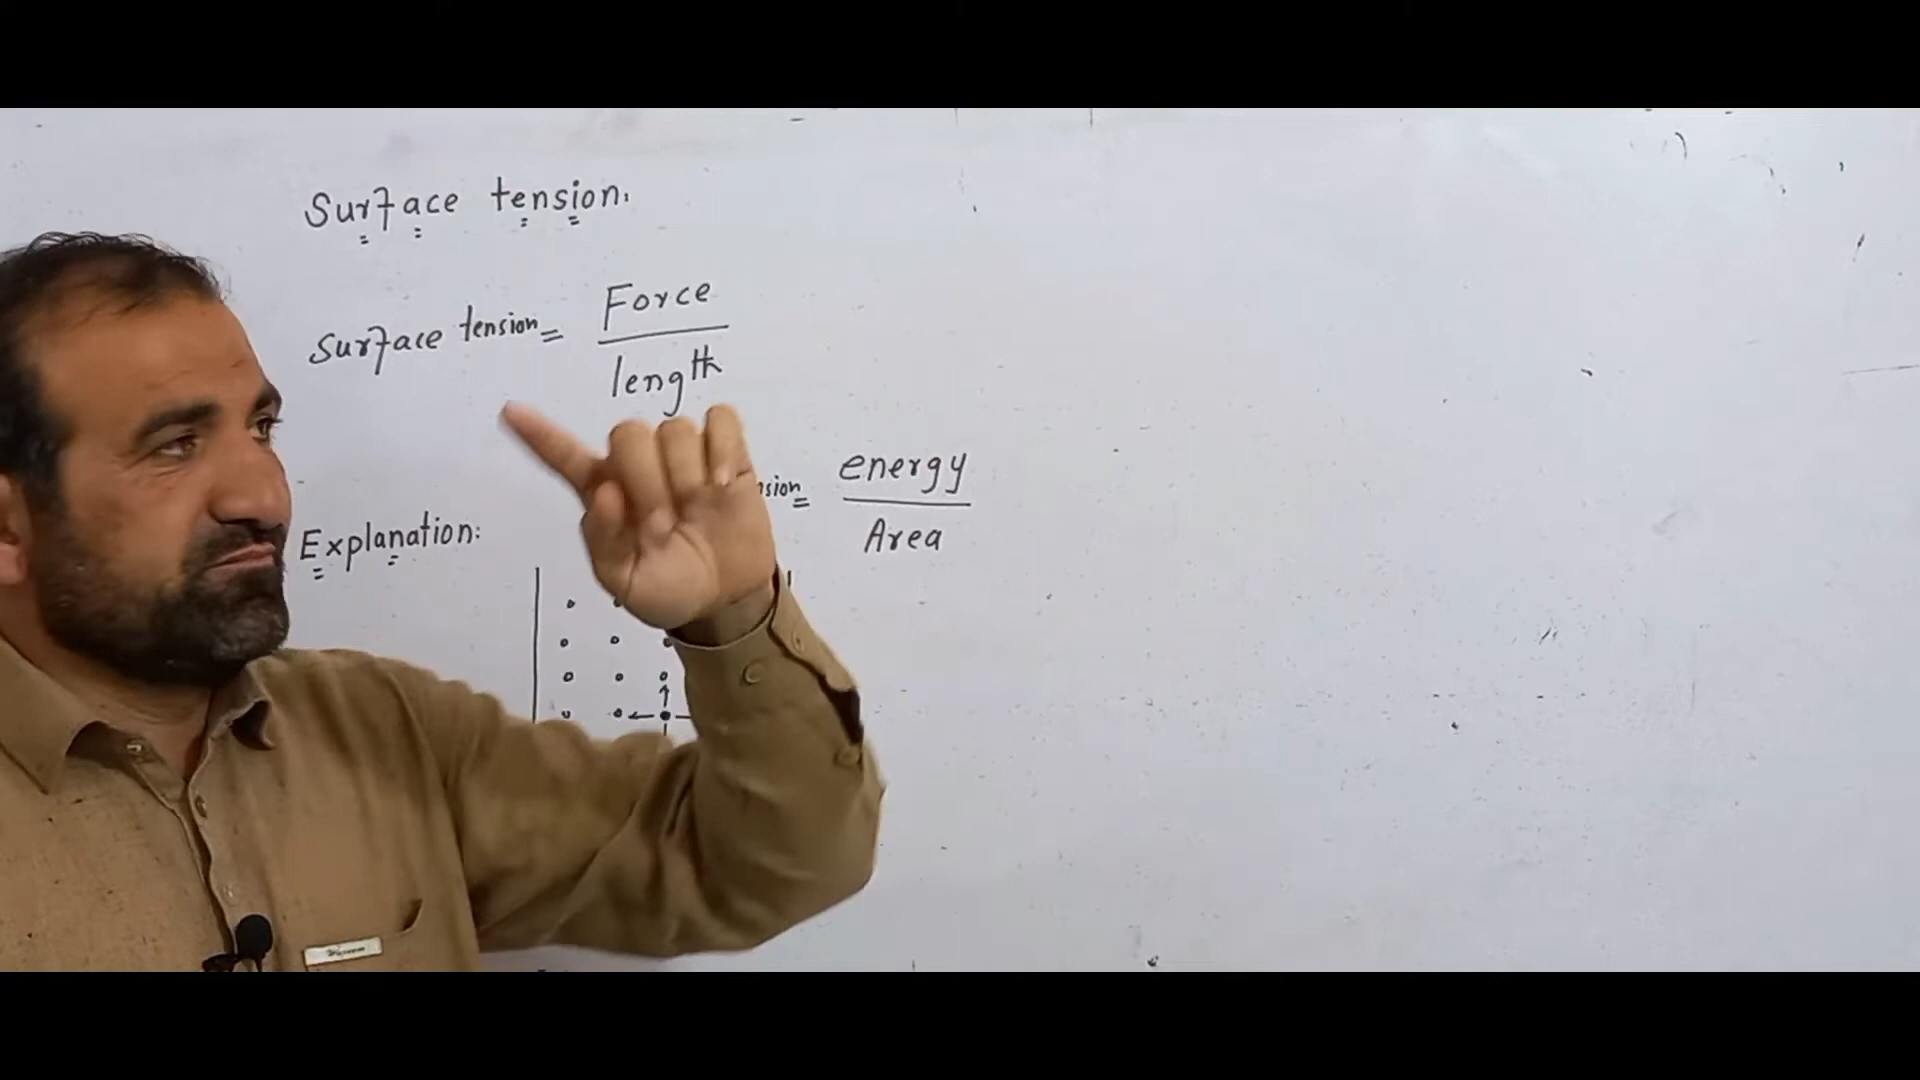 Surface tension.
Surface tension = Force
length
energy
= Area
Explanation: